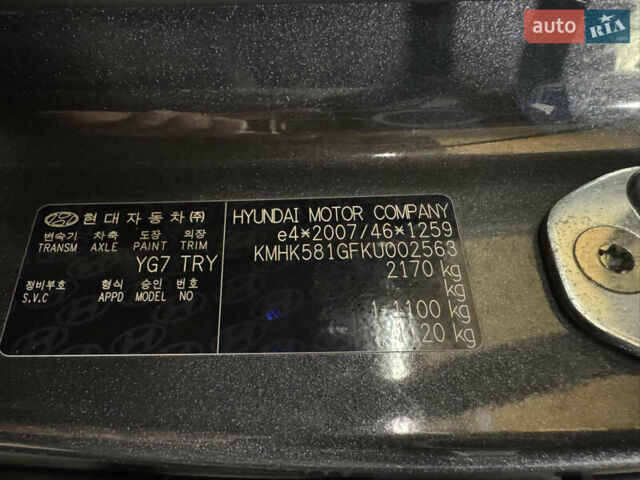 auto RIA
현대자동차㈜
변속기 차축 도장 의장
TRANSM AXLE PAINT TRIM
YG7 TRY
정비부호 형식 승인 번호
S.V.C APPD MODEL NO
HYUNDAI MOTOR COMPANY
e4*2007/46*1259
KMHK581GFKU002563
2170 kg
kg
1-1100 kg
2-1120 kg